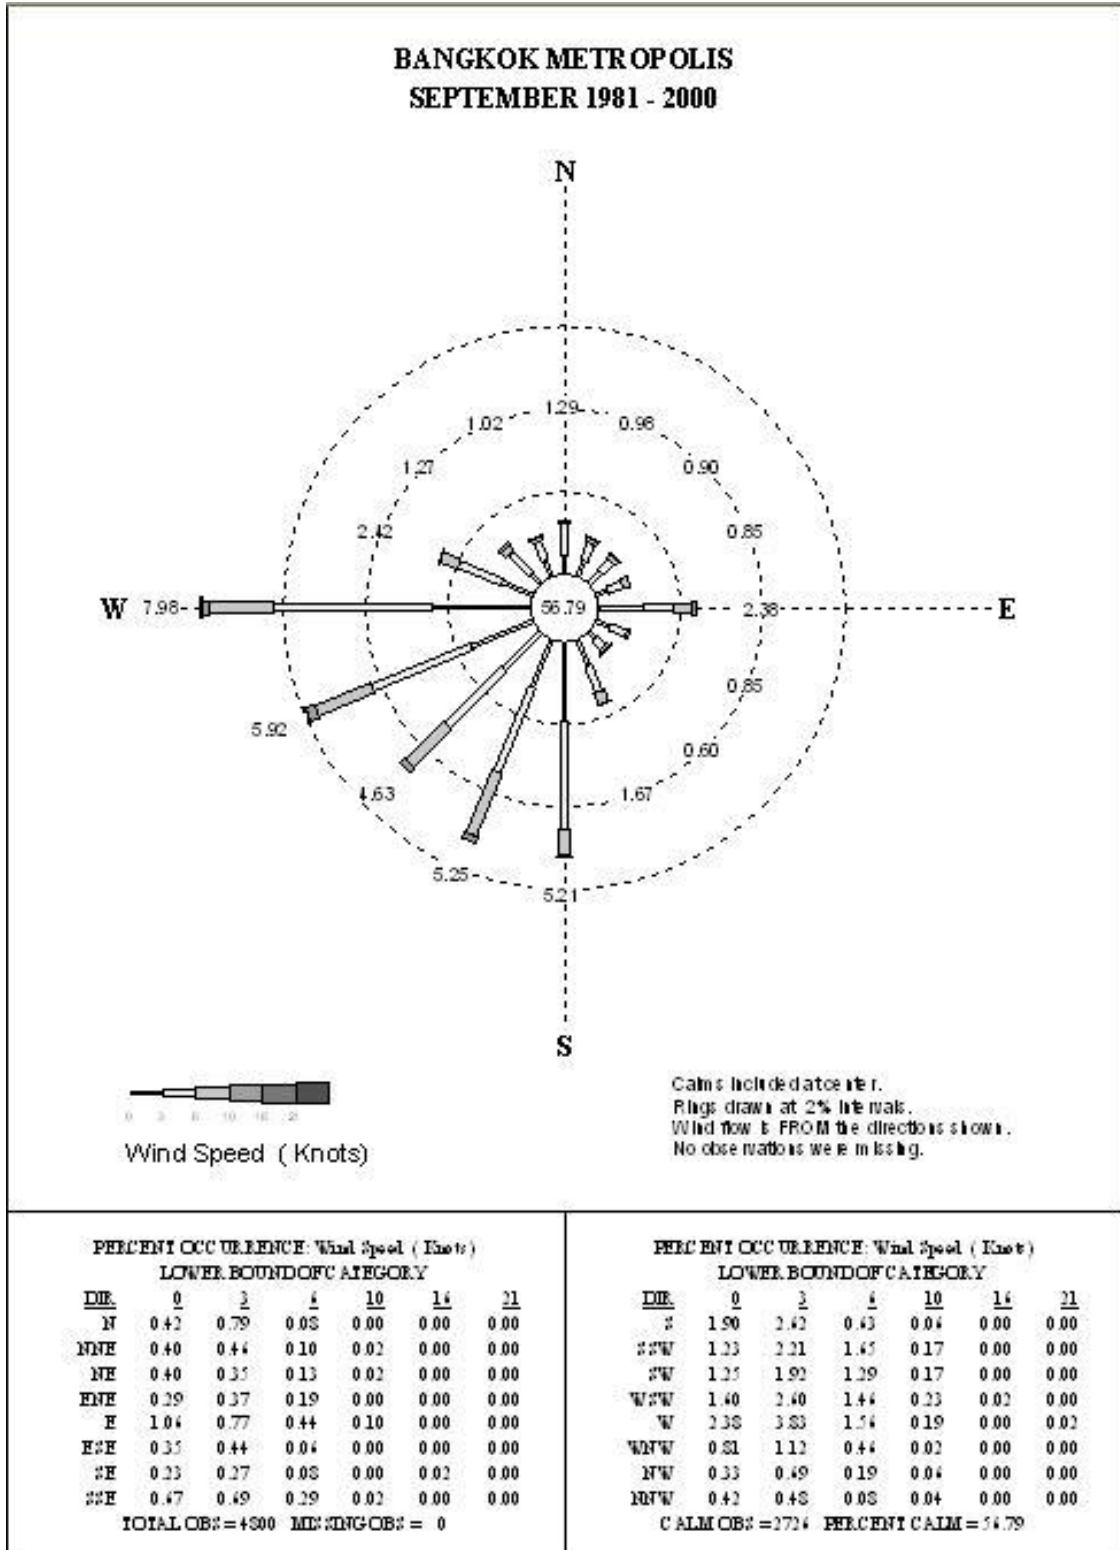 BANGKOK METROPOLIS
SEPTEMBER 1981 - 2000
N
1.29
1.02
0.98
1.27
0.90
2.42
0.85
W
7.98
56.79
2.38
E
0.85
5.92
0.60
4.63
1.67
5.25
5.21
S
0 3 6 10 16 21
Wind Speed ( Knots)
Calms included at center.
Rings drawn at 2% intervals.
Wind flow is FROM the directions shown.
No observations were missing.
PERCENT OCCURRENCE: Wind Speed ( Knots )
LOWER BOUND OF CATEGORY
DIR 0 3 6 10 16 21
N 0.42 0.79 0.08 0.00 0.00 0.00
NNE 0.40 0.46 0.10 0.02 0.00 0.00
NE 0.40 0.35 0.13 0.02 0.00 0.00
ENE 0.29 0.37 0.19 0.00 0.00 0.00
E 1.06 0.77 0.44 0.10 0.00 0.00
ESE 0.35 0.44 0.06 0.00 0.00 0.00
SE 0.23 0.27 0.08 0.00 0.02 0.00
SSE 0.67 0.69 0.29 0.02 0.00 0.00
TOTAL OBS = 4800 MISSING OBS = 0
PERCENT OCCURRENCE: Wind Speed ( Knots )
LOWER BOUND OF CATEGORY
DIR 0 3 6 10 16 21
S 1.90 2.62 0.63 0.06 0.00 0.00
SSW 1.23 2.21 1.65 0.17 0.00 0.00
SW 1.25 1.92 1.29 0.17 0.00 0.00
WSW 1.60 2.60 1.46 0.23 0.02 0.00
W 2.38 3.83 1.56 0.19 0.00 0.02
WNW 0.81 1.12 0.46 0.02 0.00 0.00
NW 0.33 0.69 0.19 0.06 0.00 0.00
NNW 0.42 0.48 0.08 0.04 0.00 0.00
CALM OBS = 2726 PERCENT CALM = 56.79